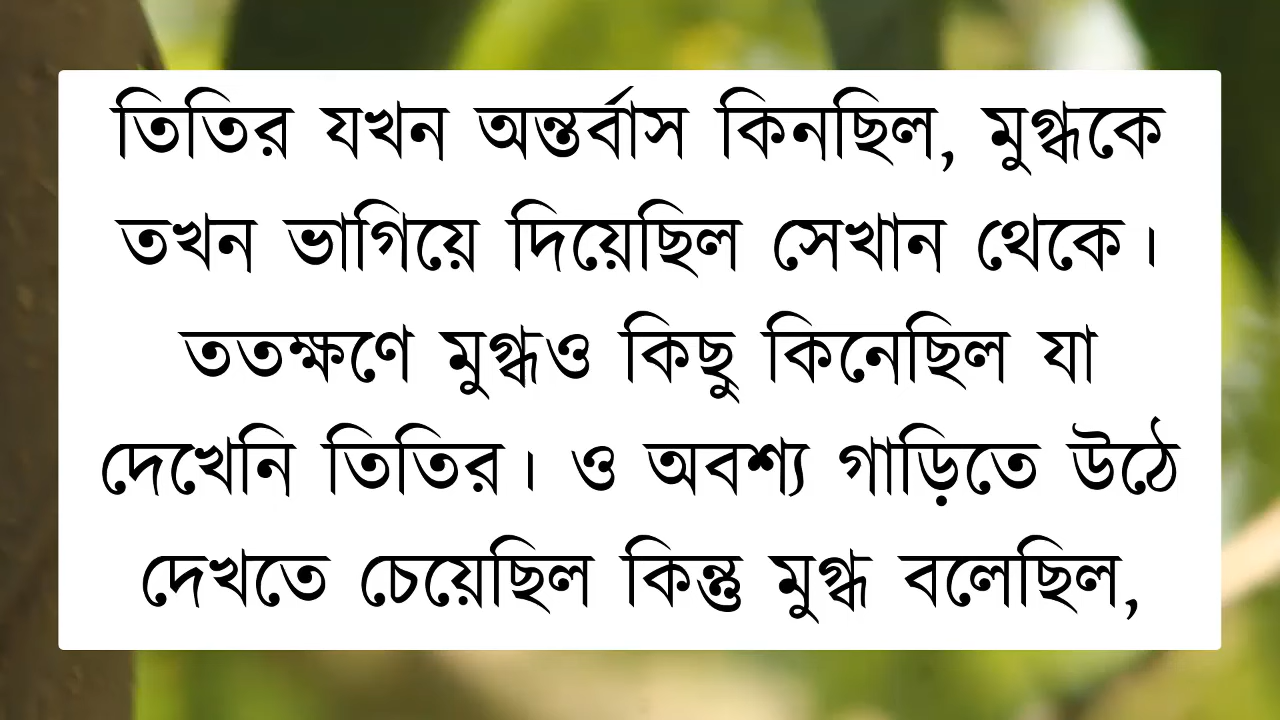 তিতির যখন অন্তর্বাস কিনছিল, মুগ্ধকে
তখন ভাগিয়ে দিয়েছিল সেখান থেকে।
ততক্ষণে মুগ্ধও কিছু কিনেছিল যা
দেখেনি তিতির। ও অবশ্য গাড়িতে উঠে
দেখতে চেয়েছিল কিন্তু মুগ্ধ বলেছিল,